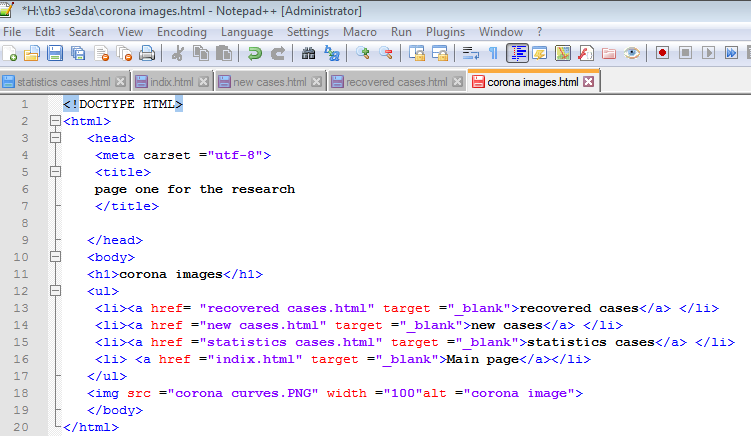 *H:\tb3 se3da\corona images.html - Notepad++ [Administrator]
File Edit Search View Encoding Language Settings Macro Run Plugins Window ?
statistics cases.html indix.html new cases.html recovered cases.html corona images.html
1 <!DOCTYPE HTML>
2 <html>
3 <head>
4 <meta carset ="utf-8">
5 <title>
6 page one for the research
7 </title>
8
9 </head>
10 <body>
11 <h1>corona images</h1>
12 <ul>
13 <li><a href= "recovered cases.html" target ="_blank">recovered cases</a> </li>
14 <li><a href ="new cases.html" target ="_blank">new cases</a> </li>
15 <li><a href ="statistics cases.html" target ="_blank">statistics cases</a> </li>
16 <li> <a href ="indix.html" target ="_blank">Main page</a></li>
17 </ul>
18 <img src ="corona curves.PNG" width ="100"alt ="corona image">
19 </body>
20 </html>